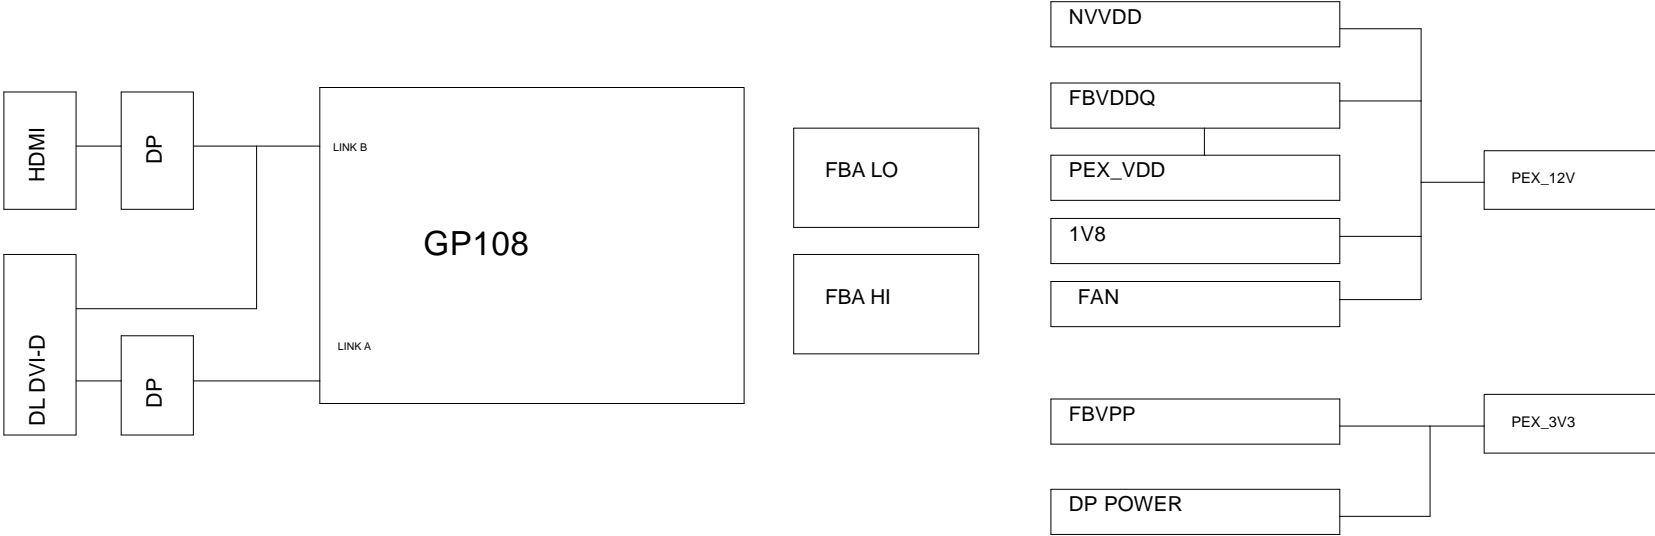 HDMI
DP
DL DVI-D
DP
LINK B
GP108
LINK A
FBA LO
FBA HI
NVVDD
FBVDDQ
PEX_VDD
1V8
FAN
PEX_12V
FBVPP
DP POWER
PEX_3V3